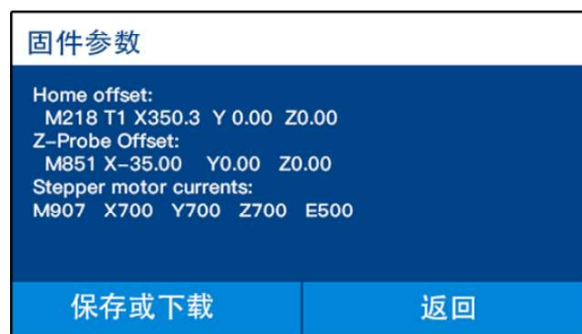 固件参数
Home offset:
M218 T1 X350.3 Y 0.00 Z0.00
Z-Probe Offset:
M851 X-35.00 Y0.00 Z0.00
Stepper motor currents:
M907 X700 Y700 Z700 E500
保存或下载
返回